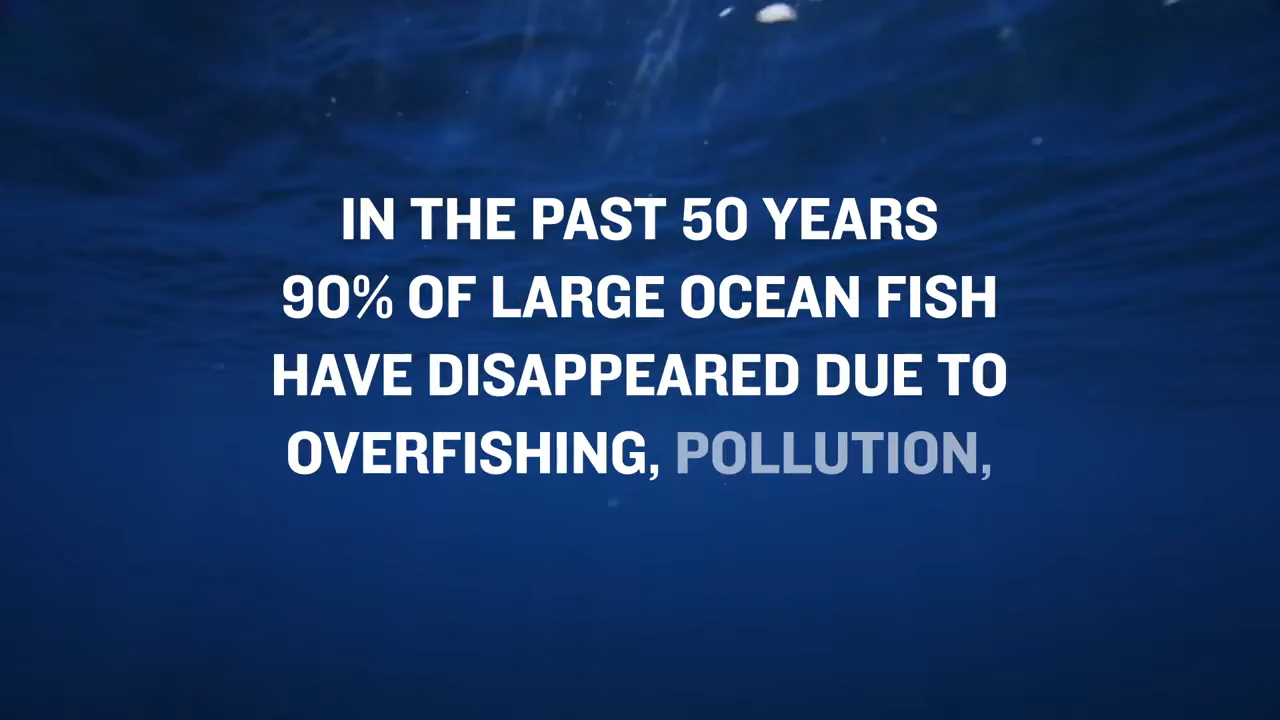 IN THE PAST 50 YEARS
90% OF LARGE OCEAN FISH
HAVE DISAPPEARED DUE TO
OVERFISHING, POLLUTION,